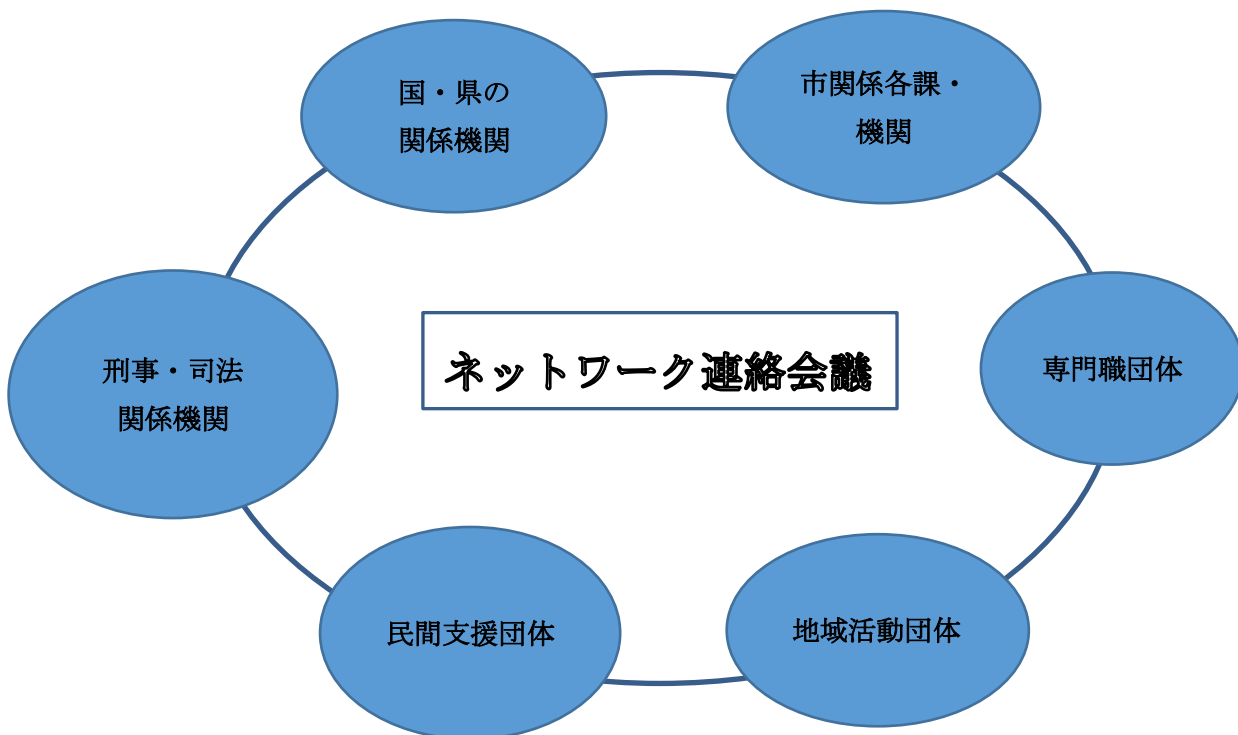 国・県の
関係機関
市関係各課・
機関
刑事・司法
関係機関
ネットワーク連絡会議
専門職団体
民間支援団体
地域活動団体